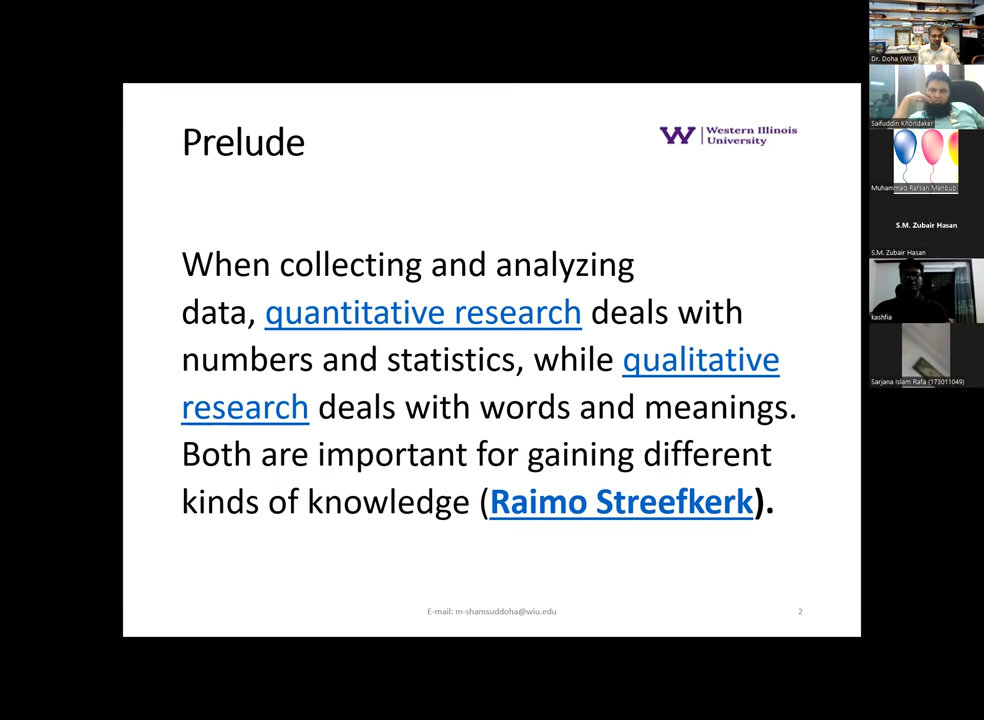 Prelude
Western Illinois
University
When collecting and analyzing
data, quantitative research deals with
numbers and statistics, while qualitative
research deals with words and meanings.
Both are important for gaining different
kinds of knowledge (Raimo Streefkerk).
E-mail: m-shamsuddoha@wiu.edu
2
Dr. Doha (WIU)
Saifuddin Khondaker
Muhammad Rafsan Mahbub
S.M. Zubair Hasan
S.M. Zubair Hasan
kashfia
Sarjana Islam Rafa (173011049)